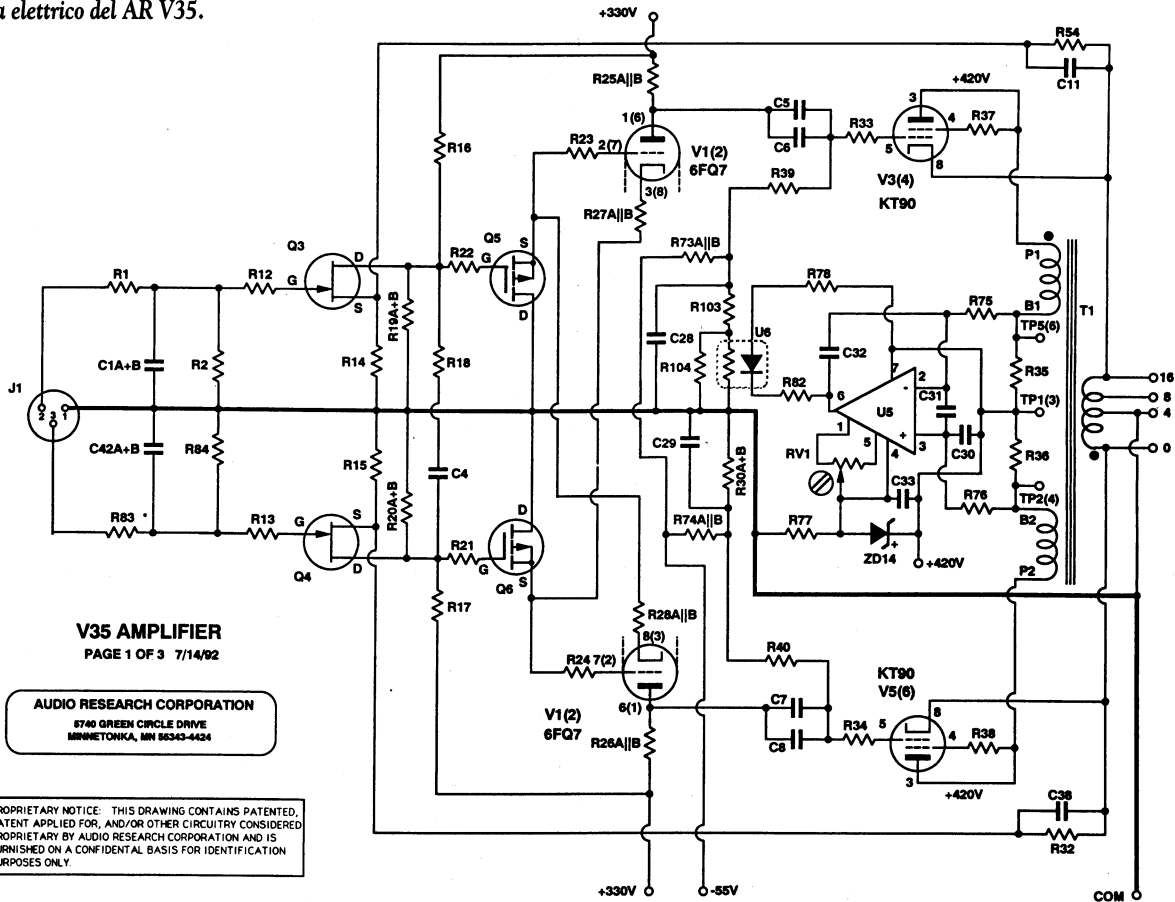 a elettrico del AR V35.
+330V
R54
C11
R25A||B
+420V
1(6)
C5
C6
3
4
R37
R33
5
8
R16
R23
2(7)
V1(2)
6FQ7
3(8)
R27A||B
R39
V3(4)
KT90
Q3
D
G
S
R22
Q5
S
G
D
R73A||B
R1
R12
R78
P1
B1
T1
R75
TP5(6)
R103
U6
C28
R104
C32
R19A+B
R14
R18
C1A+B
R2
J1
2
3
1
R82
6
7
2
-
U5
+
3
1
5
4
C31
C30
R35
TP1(3)
R36
TP2(4)
16
8
4
0
C42A+B
R84
R15
R20A+B
C4
C29
R30A+B
RV1
C33
R76
B2
P2
R83
R13
G
S
D
Q4
R21
G
D
S
Q6
R74A||B
R77
ZD14
+
+420V
R17
R28A||B
8(3)
R24
7(2)
6(1)
V1(2)
6FQ7
R26A||B
R40
C7
C8
R34
5
KT90
V5(6)
8
4
R38
3
+420V
C38
R32
V35 AMPLIFIER
PAGE 1 OF 3 7/14/92
AUDIO RESEARCH CORPORATION
5740 GREEN CIRCLE DRIVE
MINNETONKA, MN 55343-4424
ROPRIETARY NOTICE: THIS DRAWING CONTAINS PATENTED,
ATENT APPLIED FOR, AND/OR OTHER CIRCUITRY CONSIDERED
ROPRIETARY BY AUDIO RESEARCH CORPORATION AND IS
URNISHED ON A CONFIDENTAL BASIS FOR IDENTIFICATION
URPOSES ONLY.
+330V
-55V
COM